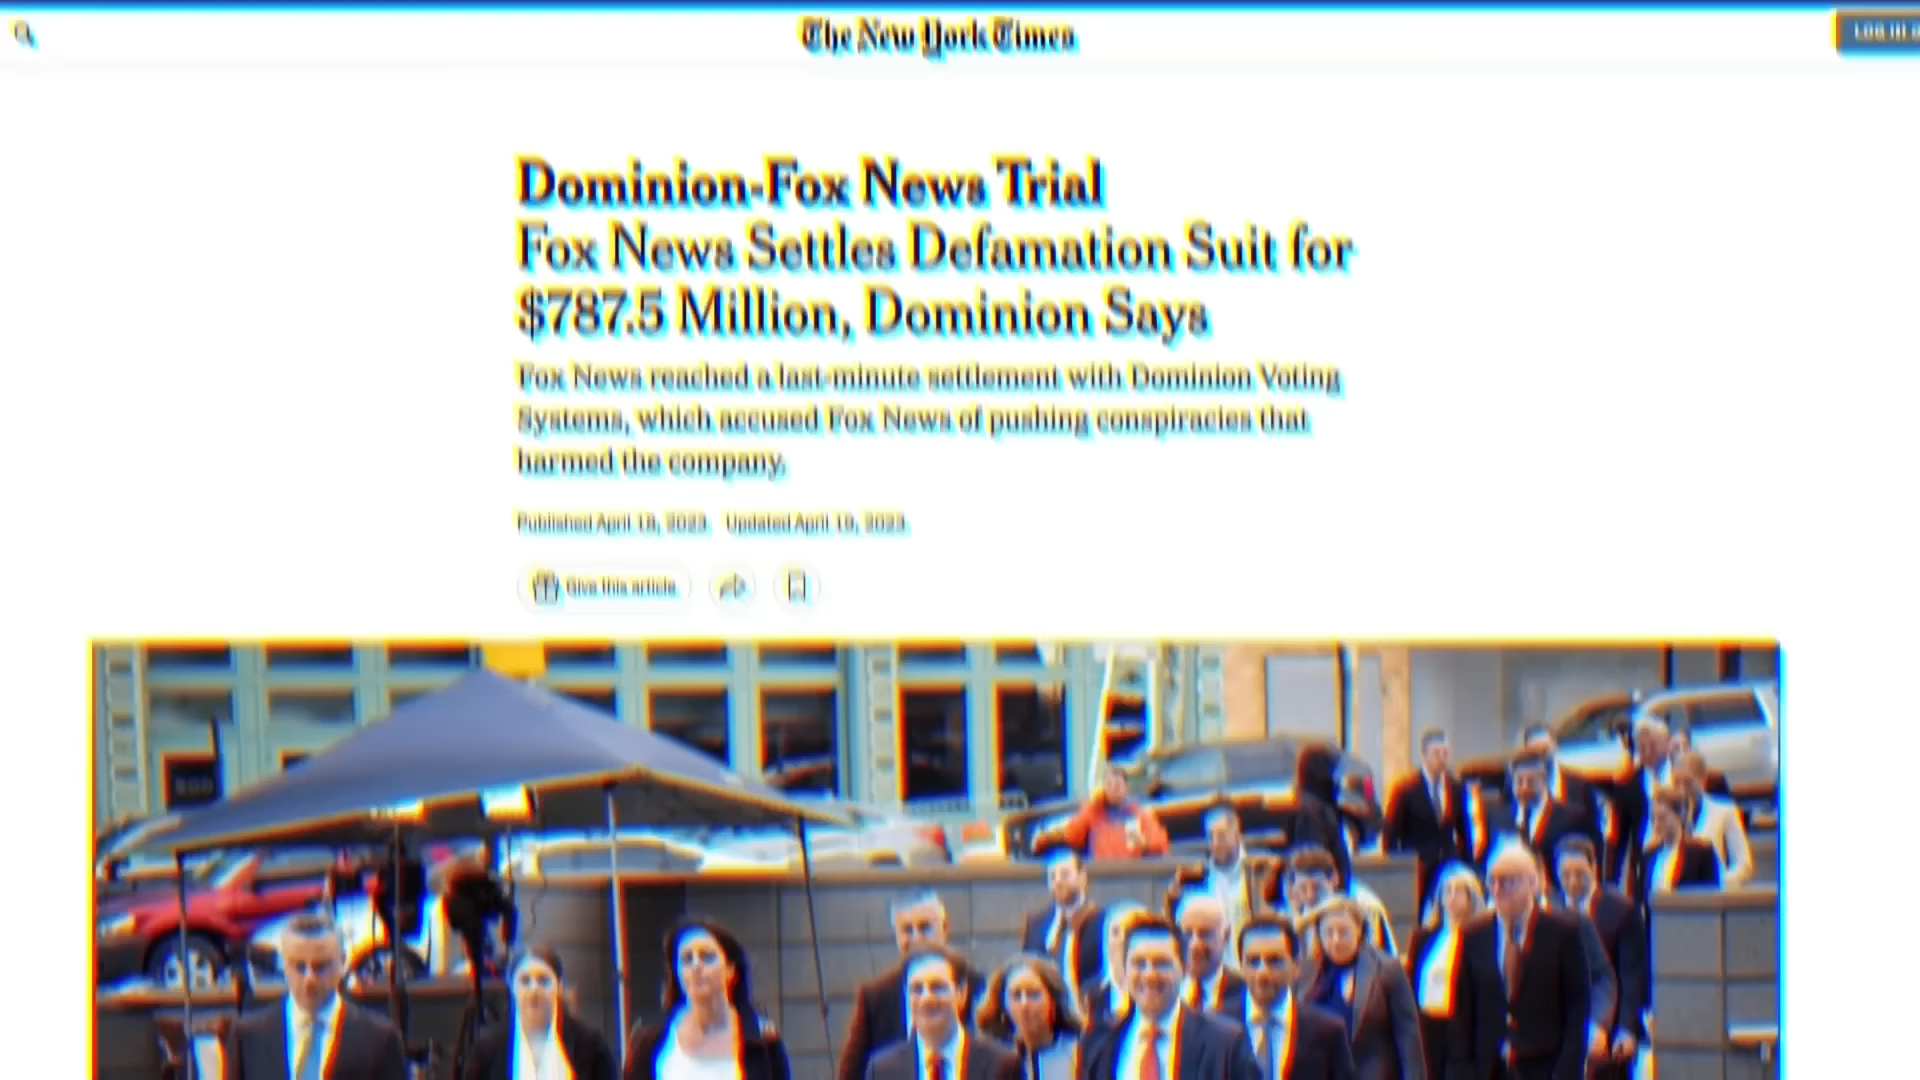 The New York Times
LOG IN
Dominion-Fox News Trial
Fox News Settles Defamation Suit for
$787.5 Million, Dominion Says
Fox News reached a last-minute settlement with Dominion Voting
Systems, which accused Fox News of pushing conspiracies that
harmed the company.
Published April 18, 2023 Updated April 19, 2023
Give this article